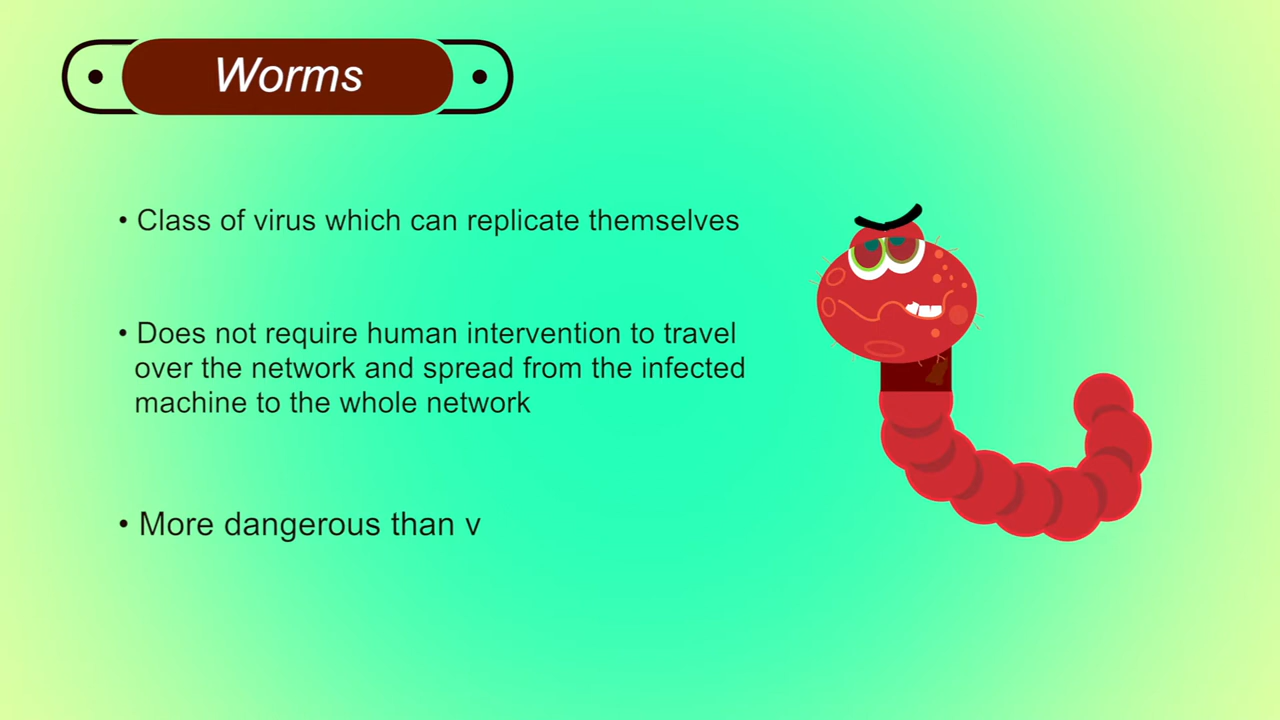 Worms
• Class of virus which can replicate themselves
• Does not require human intervention to travel
over the network and spread from the infected
machine to the whole network
• More dangerous than v